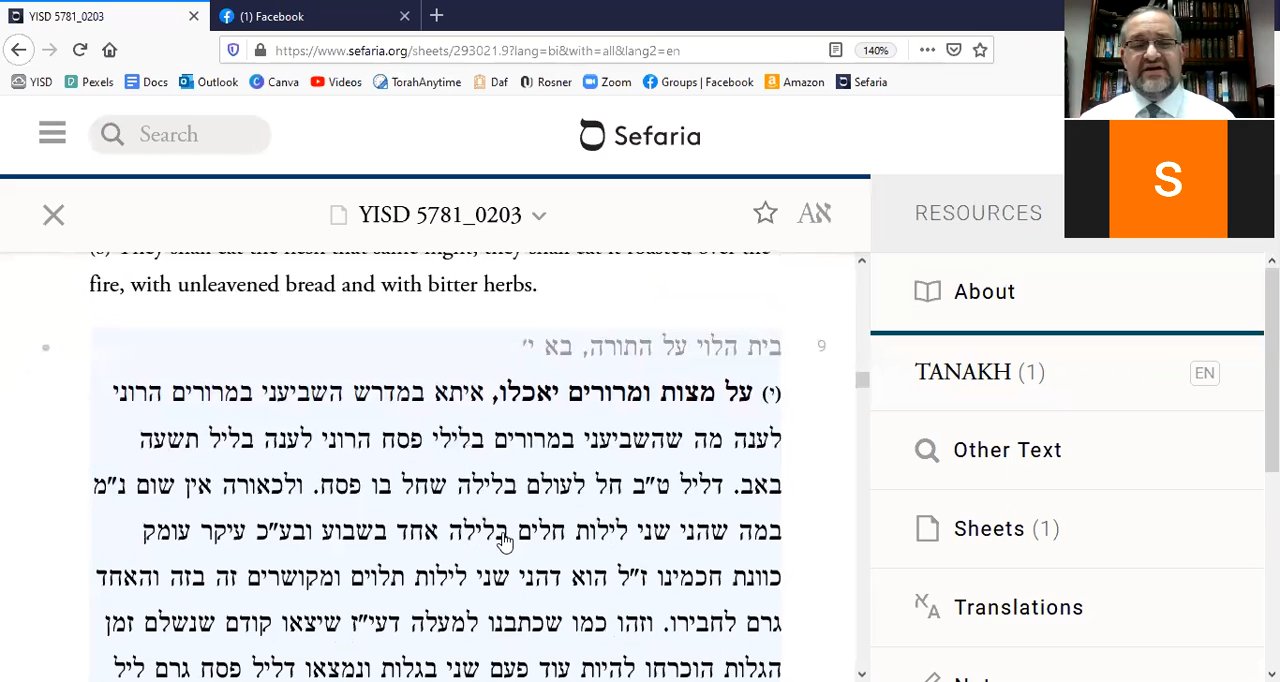 YISD 5781_0203
(1) Facebook
https://www.sefaria.org/sheets/293021.9?lang=bi&with=all&lang2=en
140%
YISD
Pexels
Docs
Outlook
Canva
Videos
TorahAnytime
Daf
Rosner
Zoom
Groups | Facebook
Amazon
Sefaria
Search
Sefaria
YISD 5781_0203
RESOURCES
S
fire, with unleavened bread and with bitter herbs.
9
בית הלוי על התורה, בא י״
(י) על מצות ומרורים יאכלו, איתא במדרש השביעני במרורים הרוני
לענה מה שהשביעני במרורים בלילי פסח הרוני לענה בליל תשעה
באב. דליל ט"ב חל לעולם בלילה שחל בו פסח. ולכאורה אין שום נ"מ
במה שהני שני לילות חלים בלילה אחד בשבוע ובע"כ עיקר עומק
כוונת חכמינו ז"ל הוא דהני שני לילות תלוים ומקושרים זה בזה והאחד
גרם לחבירו. וזהו כמו שכתבנו למעלה דעי"ז שיצאו קודם שנשלם זמן
הגלות הוכרחו להיות עוד פעם שני בגלות ונמצאו דליל פסח גרם ליל
About
TANAKH (1)
EN
Other Text
Sheets (1)
Translations